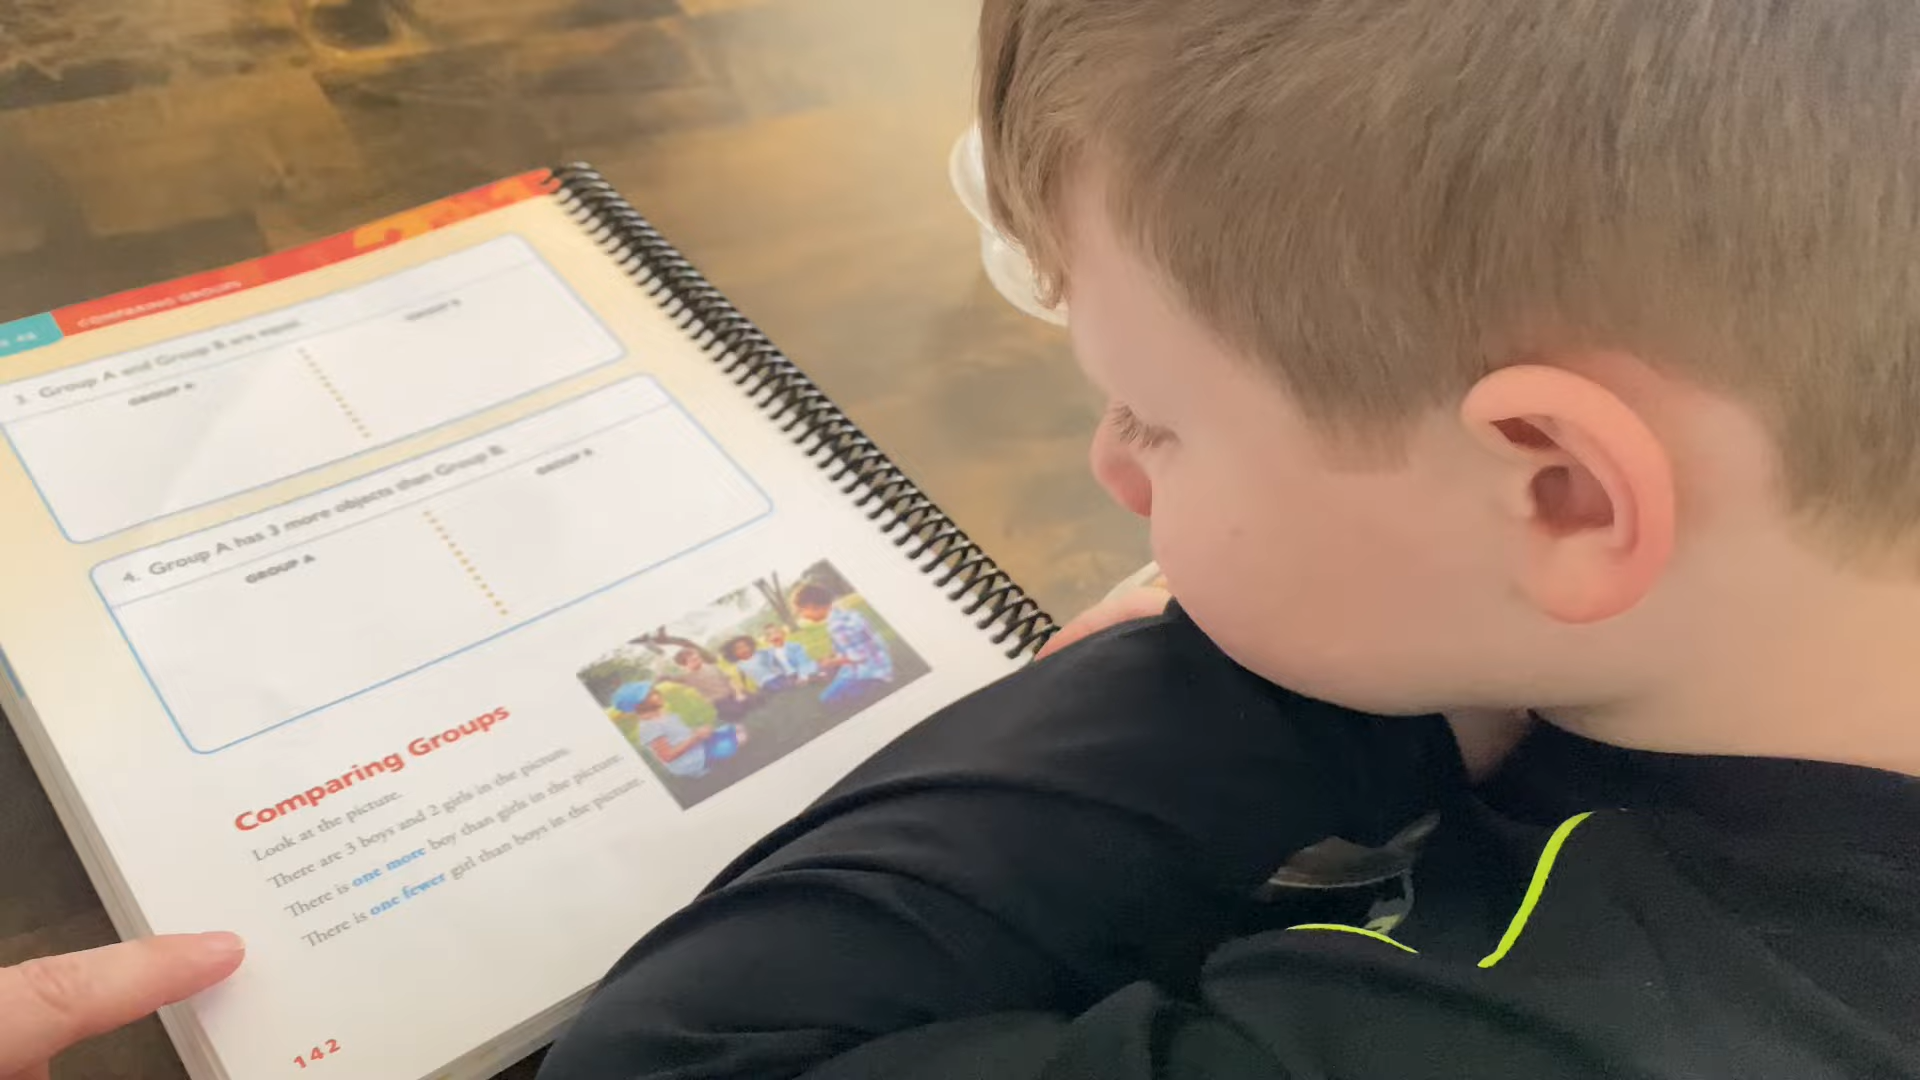 COMPARING GROUPS
3. Group A and Group B are equal.
GROUP A GROUP B
4. Group A has 3 more objects than Group B.
GROUP A GROUP B
Comparing Groups
Look at the picture.
There are 3 boys and 2 girls in the picture.
There is one more boy than girls in the picture.
There is one fewer girl than boys in the picture.
142